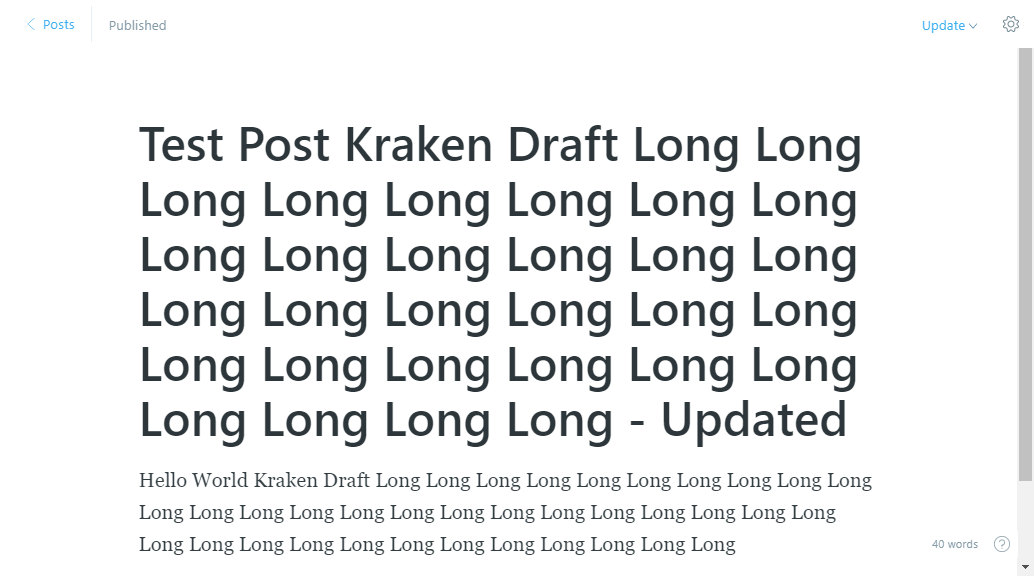 Posts
Published
Update
Test Post Kraken Draft Long Long
Long Long Long Long Long Long
Long Long Long Long Long Long
Long Long Long Long Long Long
Long Long Long Long Long Long
Long Long Long Long - Updated
Hello World Kraken Draft Long Long Long Long Long Long Long Long Long Long
Long Long Long Long Long Long Long Long Long Long Long Long Long Long
Long Long Long Long Long Long Long Long Long Long Long Long
40 words
?